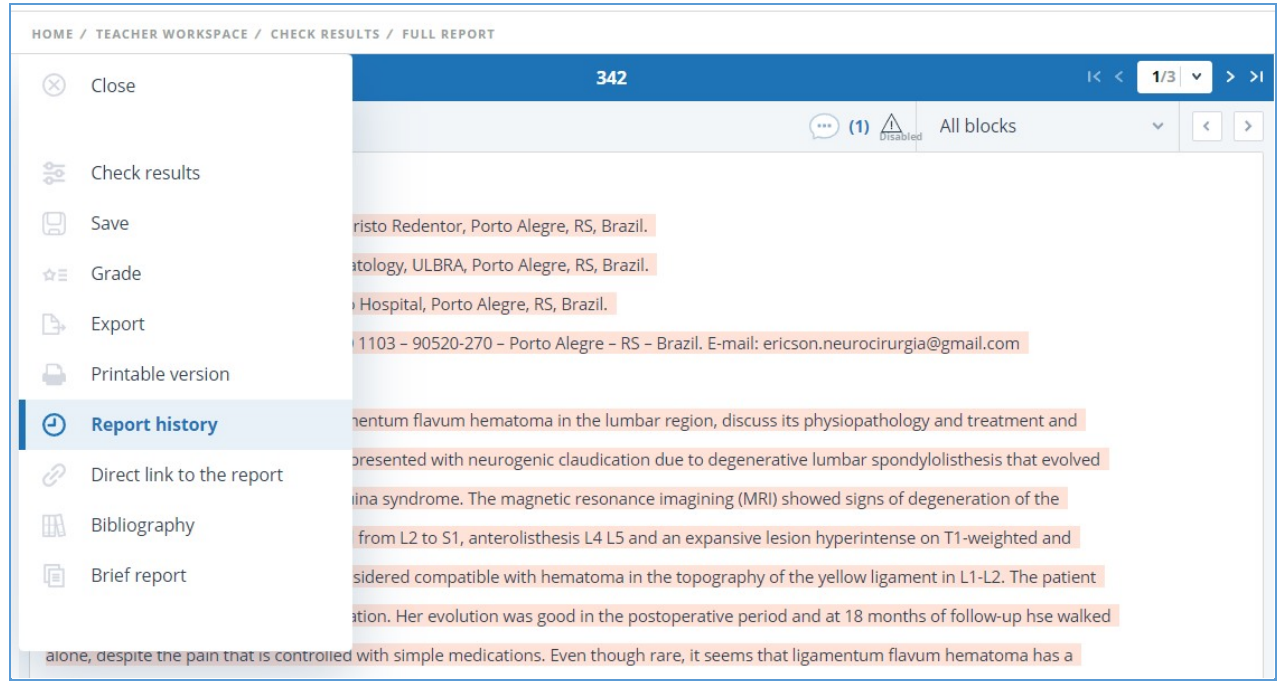 HOME / TEACHER WORKSPACE / CHECK RESULTS / FULL REPORT
Close
342
1/3
(1)
Disabled
All blocks
Check results
Save
Grade
Export
Printable version
Report history
Direct link to the report
Bibliography
Brief report
risto Redentor, Porto Alegre, RS, Brazil.
atology, ULBRA, Porto Alegre, RS, Brazil.
Hospital, Porto Alegre, RS, Brazil.
1103 – 90520-270 – Porto Alegre – RS – Brazil. E-mail: ericson.neurocirurgia@gmail.com
mentum flavum hematoma in the lumbar region, discuss its physiopathology and treatment and
presented with neurogenic claudication due to degenerative lumbar spondylolisthesis that evolved
ina syndrome. The magnetic resonance imagining (MRI) showed signs of degeneration of the
from L2 to S1, anterolisthesis L4 L5 and an expansive lesion hyperintense on T1-weighted and
sidered compatible with hematoma in the topography of the yellow ligament in L1-L2. The patient
ation. Her evolution was good in the postoperative period and at 18 months of follow-up hse walked
alone, despite the pain that is controlled with simple medications. Even though rare, it seems that ligamentum flavum hematoma has a